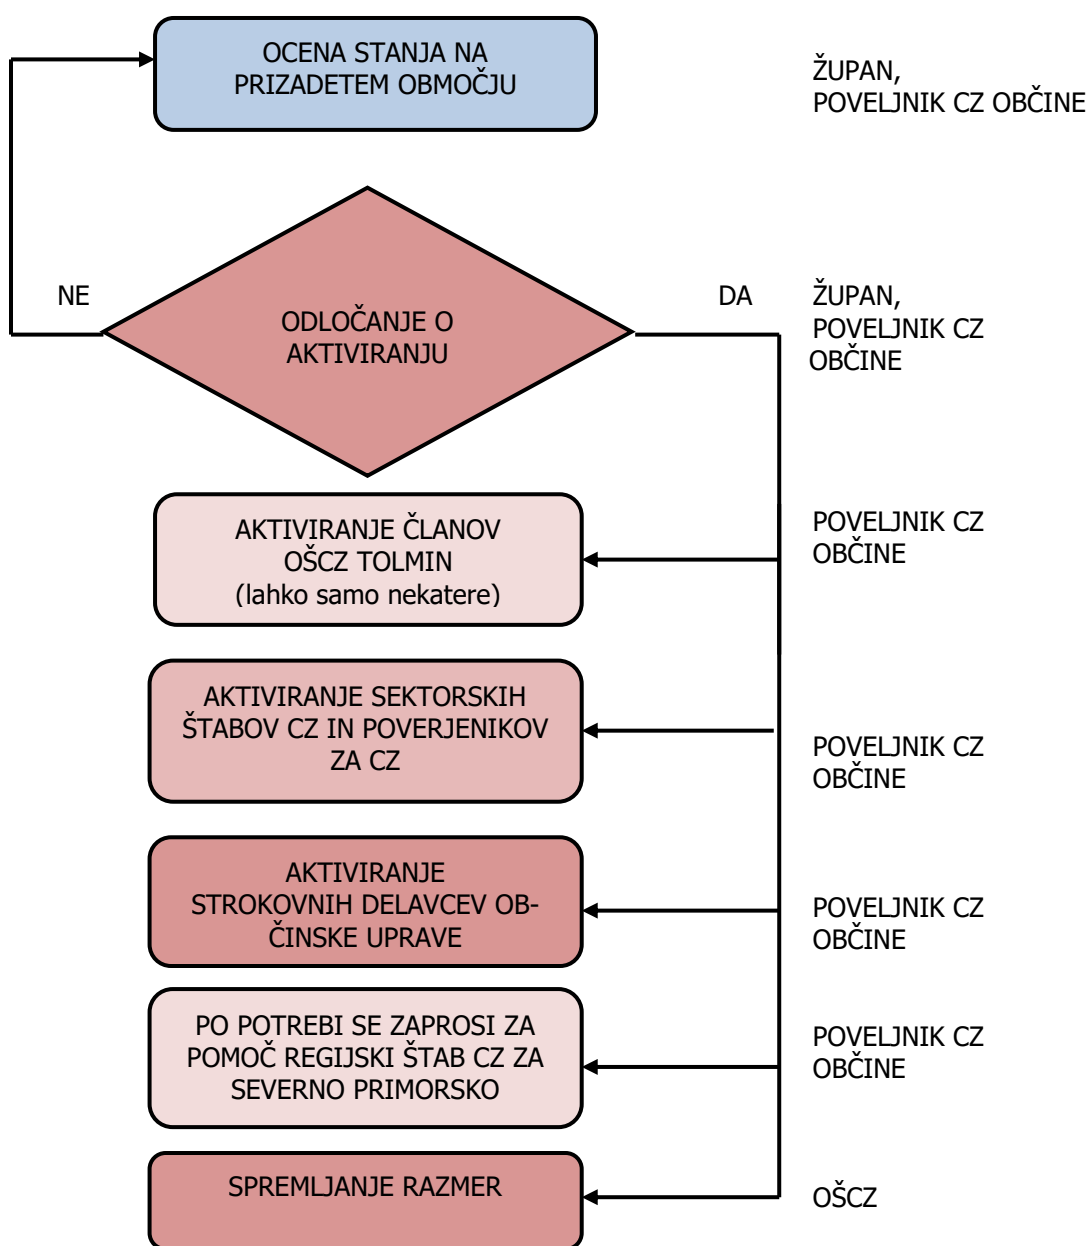 OCENA STANJA NA
PRIZADETEM OBMOČJU
ŽUPAN,
POVELJNIK CZ OBČINE
NE
ODLOČANJE O
AKTIVIRANJU
DA
ŽUPAN,
POVELJNIK CZ
OBČINE
AKTIVIRANJE ČLANOV
OŠCZ TOLMIN
(lahko samo nekatere)
POVELJNIK CZ
OBČINE
AKTIVIRANJE SEKTORSKIH
ŠTABOV CZ IN POVERJENIKOV
ZA CZ
POVELJNIK CZ
OBČINE
AKTIVIRANJE
STROKOVNIH DELAVCEV OB-
ČINSKE UPRAVE
POVELJNIK CZ
OBČINE
PO POTREBI SE ZAPROSI ZA
POMOČ REGIJSKI ŠTAB CZ ZA
SEVERNO PRIMORSKO
POVELJNIK CZ
OBČINE
SPREMLJANJE RAZMER
OŠCZ